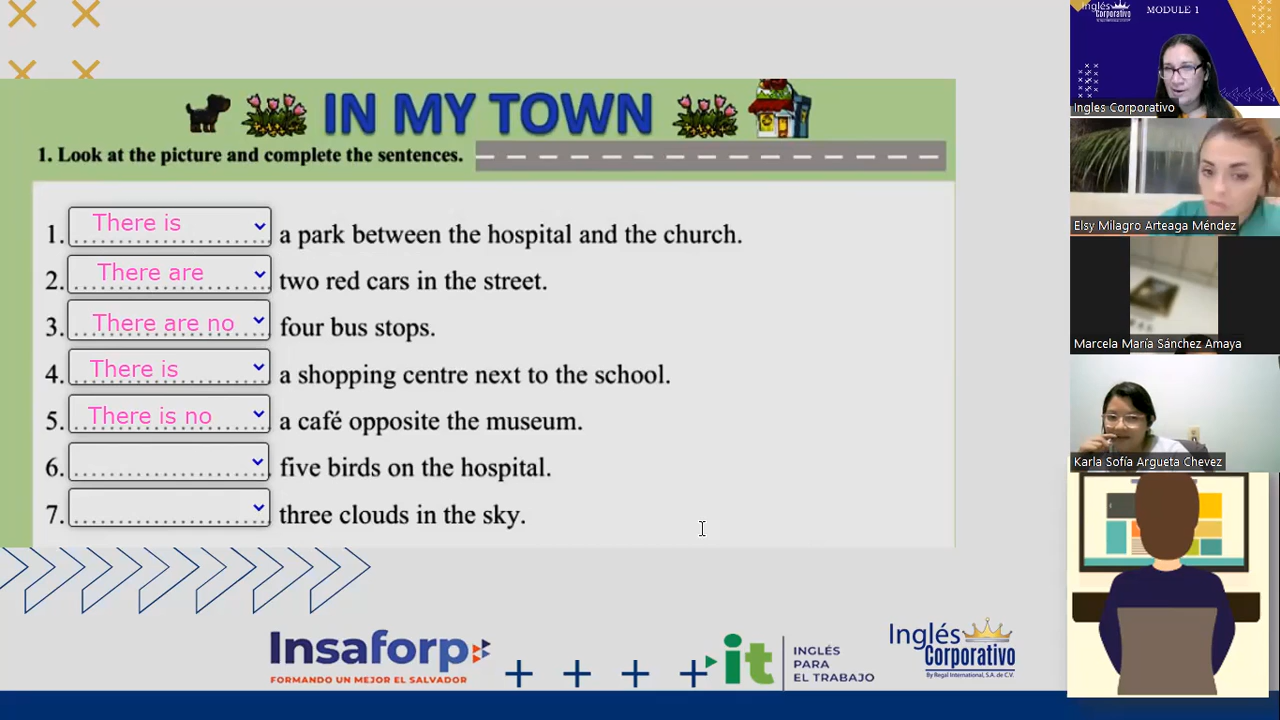 IN MY TOWN
1. Look at the picture and complete the sentences.
1. There is a park between the hospital and the church.
2. There are two red cars in the street.
3. There are no four bus stops.
4. There is a shopping centre next to the school.
5. There is no a café opposite the museum.
6. five birds on the hospital.
7. three clouds in the sky.
Insaforp
FORMANDO UN MEJOR EL SALVADOR
it
INGLÉS
PARA
EL TRABAJO
Inglés
Corporativo
By Regal International, S.A. de C.V.
Inglés
Corporativo
MODULE 1
Ingles Corporativo
Elsy Milagro Arteaga Méndez
Marcela María Sánchez Amaya
Karla Sofía Argueta Chevez